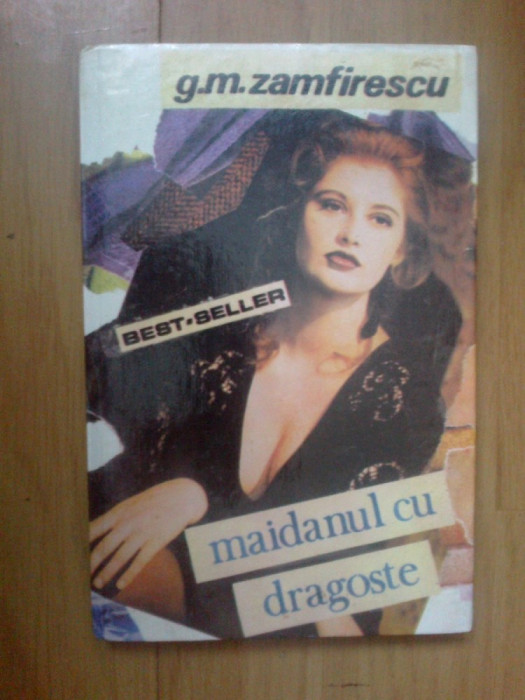 g.m.zamfirescu
BEST•SELLER
maidanul cu
dragoste